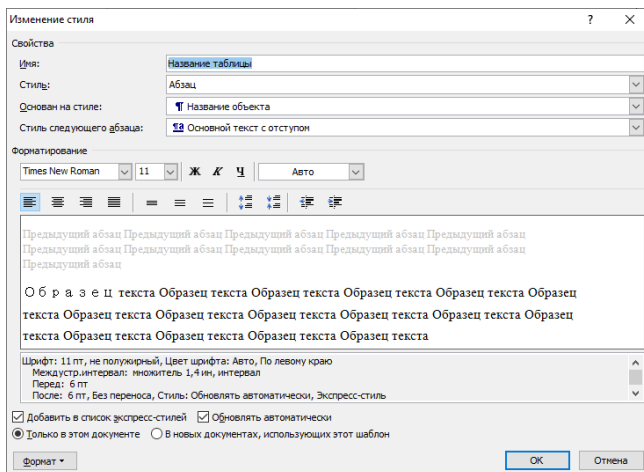 Изменение стиля ? ×
Свойства
Имя: Название таблицы
Стиль: Абзац
Основан на стиле: ¶ Название объекта
Стиль следующего абзаца: ¶a Основной текст с отступом
Форматирование
Times New Roman 11 Ж К Ч Авто
Предыдущий абзац Предыдущий абзац Предыдущий абзац Предыдущий абзац Предыдущий абзац
Предыдущий абзац Предыдущий абзац Предыдущий абзац Предыдущий абзац Предыдущий абзац
Предыдущий абзац
Образец текста Образец текста Образец текста Образец текста Образец текста Образец
текста Образец текста Образец текста Образец текста Образец текста Образец текста Образец
текста Образец текста Образец текста Образец текста Образец текста
Шрифт: 11 пт, не полужирный, Цвет шрифта: Авто, По левому краю
Междустр.интервал: множитель 1,4 ин, интервал
Перед: 6 пт
После: 6 пт, Без переноса, Стиль: Обновлять автоматически, Экспресс-стиль
Добавить в список экспресс-стилей Обновлять автоматически
Только в этом документе В новых документах, использующих этот шаблон
Формат OK Отмена